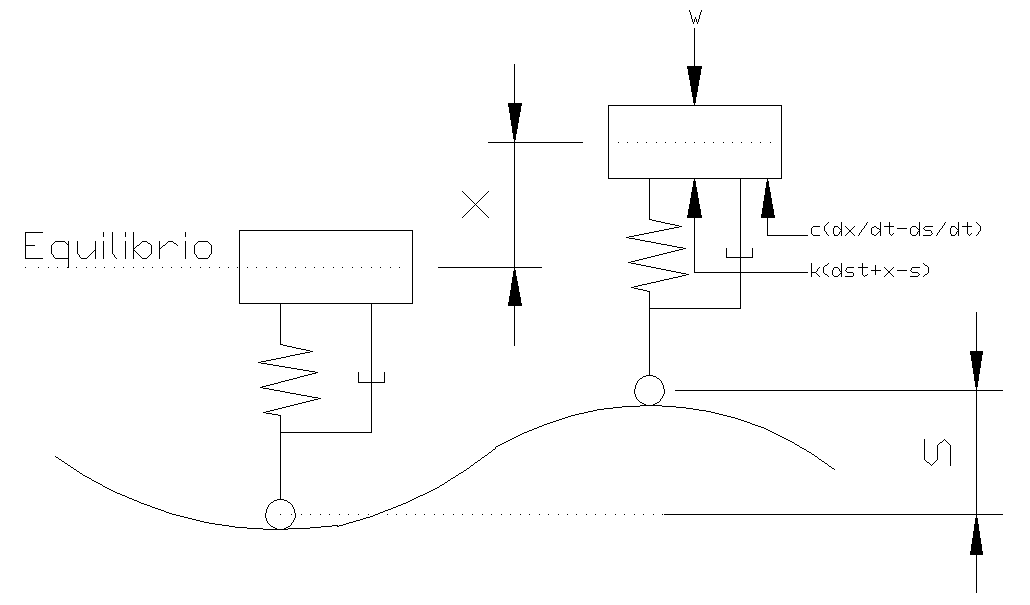 w
X
Equilibrio
c(dx/dt-ds/dt)
k(dst+x-s)
S